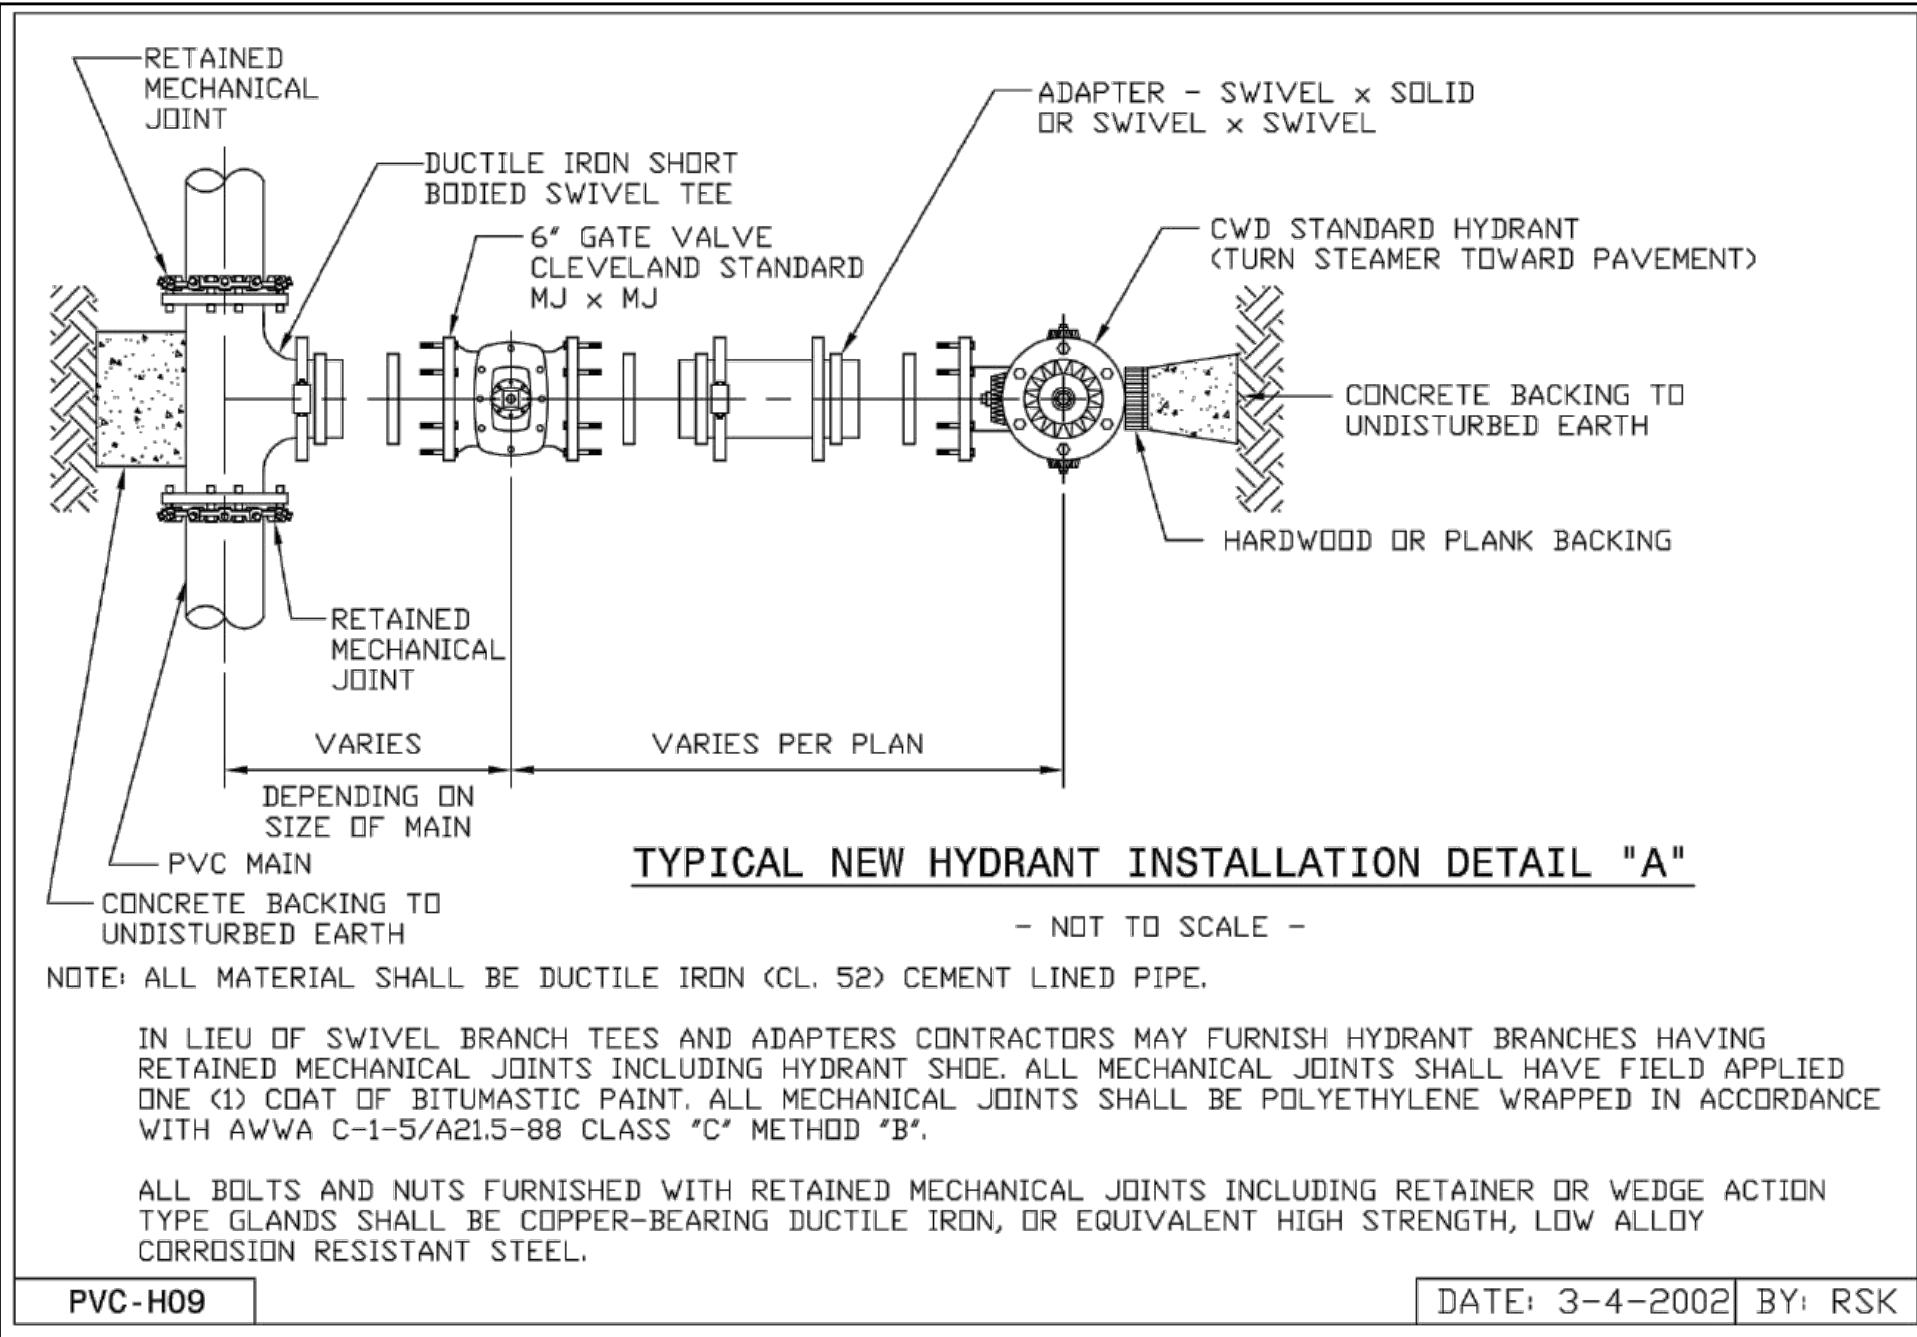 RETAINED
MECHANICAL
JOINT
ADAPTER - SWIVEL x SOLID
OR SWIVEL x SWIVEL
DUCTILE IRON SHORT
BODIED SWIVEL TEE
6" GATE VALVE
CLEVELAND STANDARD
MJ x MJ
CWD STANDARD HYDRANT
(TURN STEAMER TOWARD PAVEMENT)
CONCRETE BACKING TO
UNDISTURBED EARTH
HARDWOOD OR PLANK BACKING
RETAINED
MECHANICAL
JOINT
VARIES
VARIES PER PLAN
DEPENDING ON
SIZE OF MAIN
PVC MAIN
CONCRETE BACKING TO
UNDISTURBED EARTH
TYPICAL NEW HYDRANT INSTALLATION DETAIL "A"
- NOT TO SCALE -
NOTE: ALL MATERIAL SHALL BE DUCTILE IRON (CL. 52) CEMENT LINED PIPE.
IN LIEU OF SWIVEL BRANCH TEES AND ADAPTERS CONTRACTORS MAY FURNISH HYDRANT BRANCHES HAVING
RETAINED MECHANICAL JOINTS INCLUDING HYDRANT SHOE. ALL MECHANICAL JOINTS SHALL HAVE FIELD APPLIED
ONE (1) COAT OF BITUMASTIC PAINT. ALL MECHANICAL JOINTS SHALL BE POLYETHYLENE WRAPPED IN ACCORDANCE
WITH AWWA C-1-5/A21.5-88 CLASS "C" METHOD "B".
ALL BOLTS AND NUTS FURNISHED WITH RETAINED MECHANICAL JOINTS INCLUDING RETAINER OR WEDGE ACTION
TYPE GLANDS SHALL BE COPPER-BEARING DUCTILE IRON, OR EQUIVALENT HIGH STRENGTH, LOW ALLOY
CORROSION RESISTANT STEEL.
PVC-H09
DATE: 3-4-2002
BY: RSK